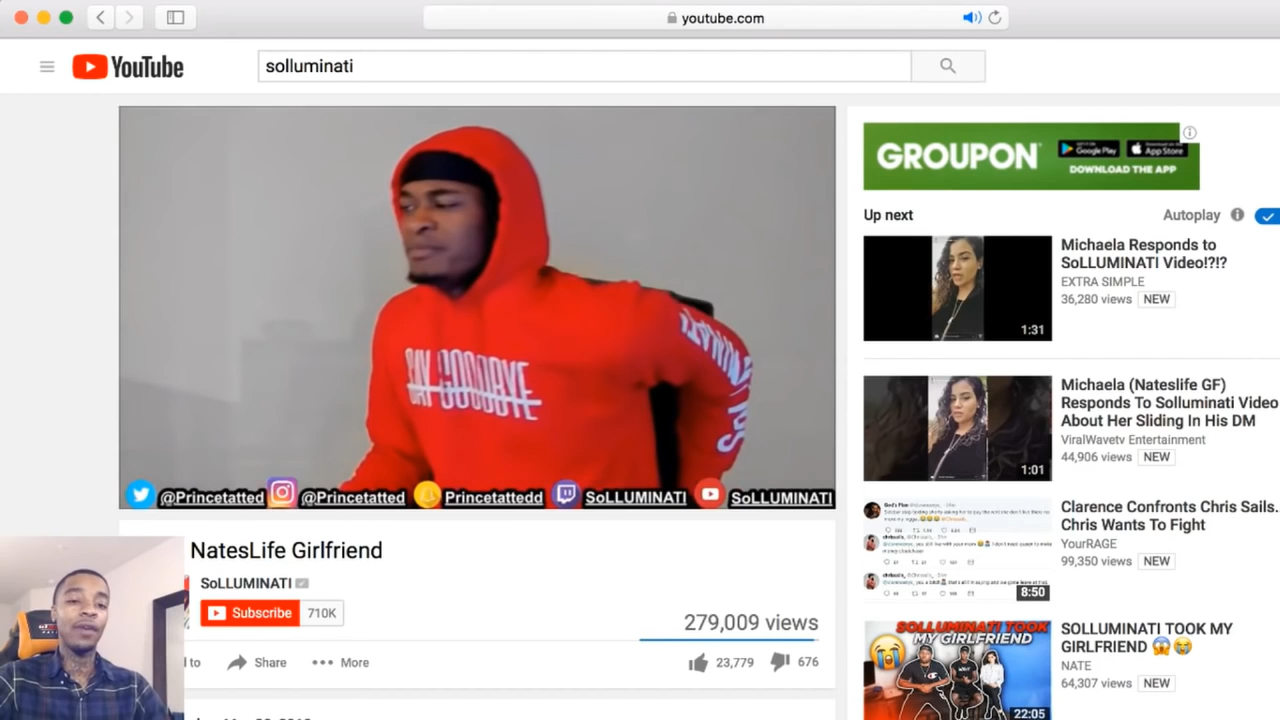 youtube.com
YouTube
solluminati
SAY GOODBYE
@Princetatted
@Princetatted
Princetattedd
SoLLUMINATI
SoLLUMINATI
GROUPON
Google Play
App Store
DOWNLOAD THE APP
Up next
Autoplay
Michaela Responds to
SoLLUMINATI Video!?!?
EXTRA SIMPLE
36,280 views NEW
1:31
Michaela (Nateslife GF)
Responds To Solluminati Video
About Her Sliding In His DM
ViralWavetv Entertainment
44,906 views NEW
1:01
Clarence Confronts Chris Sails.
Chris Wants To Fight
YourRAGE
99,350 views NEW
8:50
SOLLUMINATI TOOK
MY GIRLFRIEND
22:05
SOLLUMINATI TOOK MY
GIRLFRIEND 😱😭
NATE
64,307 views NEW
NatesLife Girlfriend
SoLLUMINATI
Subscribe 710K
279,009 views
Share
More
23,779
676